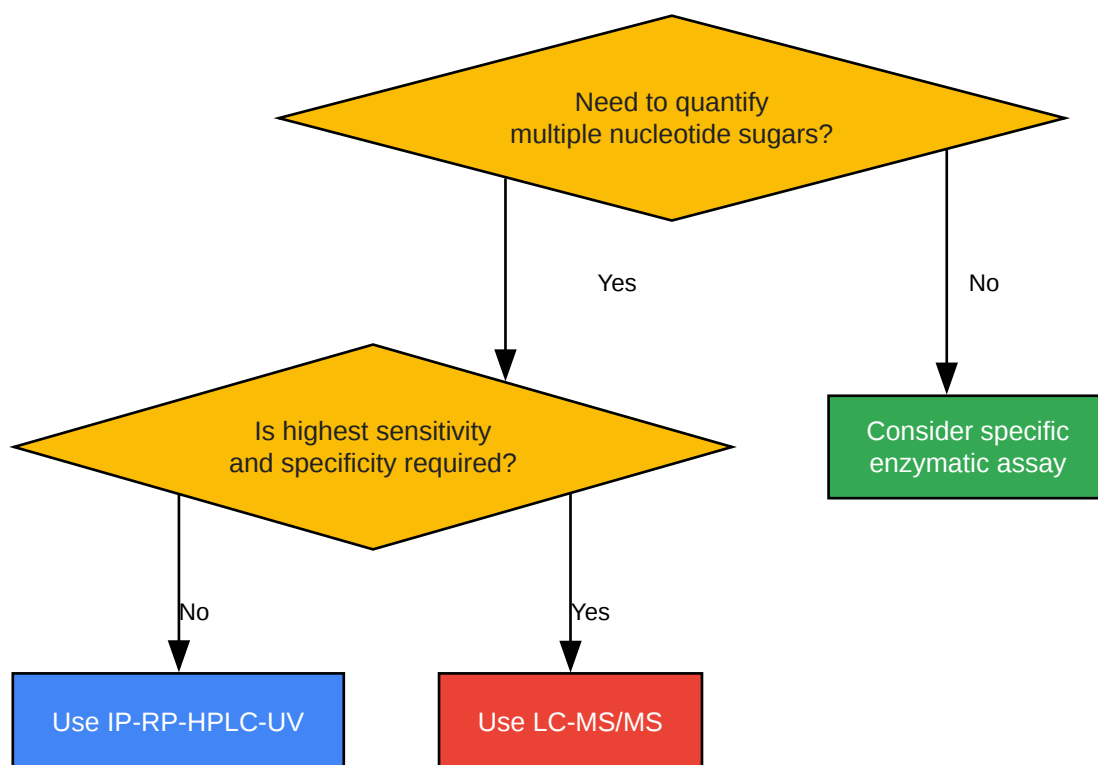 Need to quantify
multiple nucleotide sugars?
Yes
No
Is highest sensitivity
and specificity required?
Consider specific
enzymatic assay
No
Yes
Use IP-RP-HPLC-UV
Use LC-MS/MS